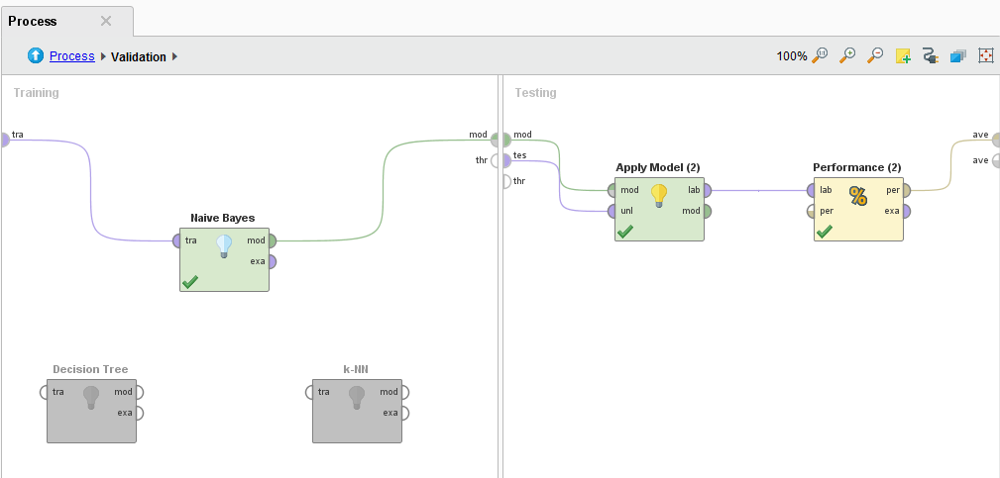 Process
Process Validation
100%
Training
Testing
tra
mod
thr
mod
tes
thr
ave
ave
Naive Bayes
tra mod
exa
Apply Model (2)
mod lab
unl mod
Performance (2)
% 
lab per
per exa
Decision Tree
tra mod
exa
k-NN
tra mod
exa